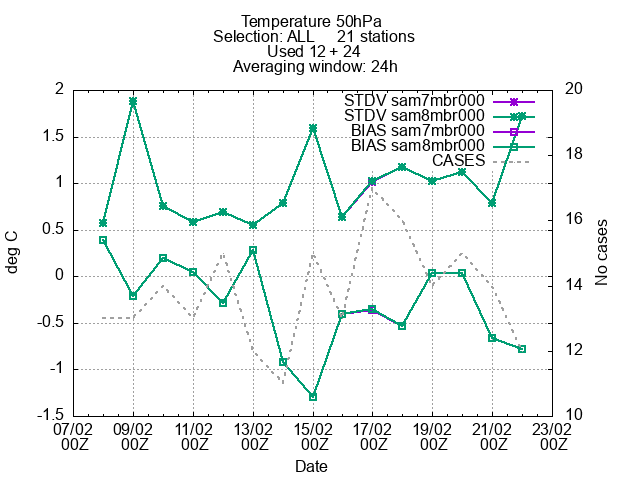 Temperature 50hPa
Selection: ALL 21 stations
Used 12 + 24
Averaging window: 24h
STDV sam7mbr000
STDV sam8mbr000
BIAS sam7mbr000
BIAS sam8mbr000
CASES
deg C
2
1.5
1
0.5
0
-0.5
-1
-1.5
20
18
16
14
12
10
No cases
07/02 09/02 11/02 13/02 15/02 17/02 19/02 21/02 23/02
00Z 00Z 00Z 00Z 00Z 00Z 00Z 00Z 00Z
Date